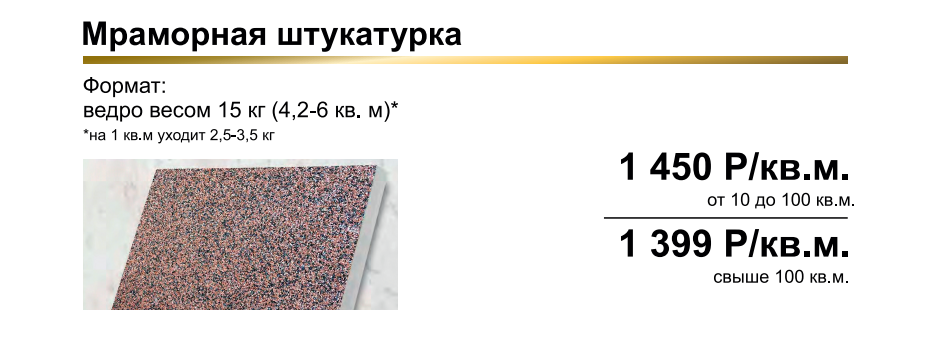 Мраморная штукатурка
Формат:
ведро весом 15 кг (4,2-6 кв. м)*
*на 1 кв.м уходит 2,5-3,5 кг
1 450 Р/кв.м.
от 10 до 100 кв.м.
1 399 Р/кв.м.
свыше 100 кв.м.